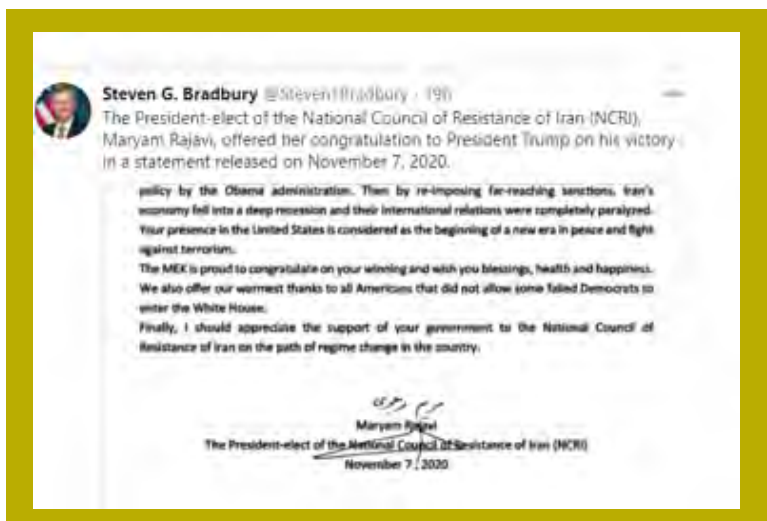 Steven G. Bradbury @Steven1Bradbury · 19h
The President-elect of the National Council of Resistance of Iran (NCRI),
Maryam Rajavi, offered her congratulation to President Trump on his victory
in a statement released on November 7, 2020.
policy by the Obama administration. Then by re-imposing far-reaching sanctions, Iran's
economy fell into a deep recession and their international relations were completely paralyzed.
Your presence in the United States is considered as the beginning of a new era in peace and fight
against terrorism.
The MEK is proud to congratulate on your winning and wish you blessings, health and happiness.
We also offer our warmest thanks to all Americans that did not allow some failed Democrats to
enter the White House.
Finally, I should appreciate the support of your government to the National Council of
Resistance of Iran on the path of regime change in the country.
مریم رجوی
Maryam Rajavi
The President-elect of the National Council of Resistance of Iran (NCRI)
November 7, 2020